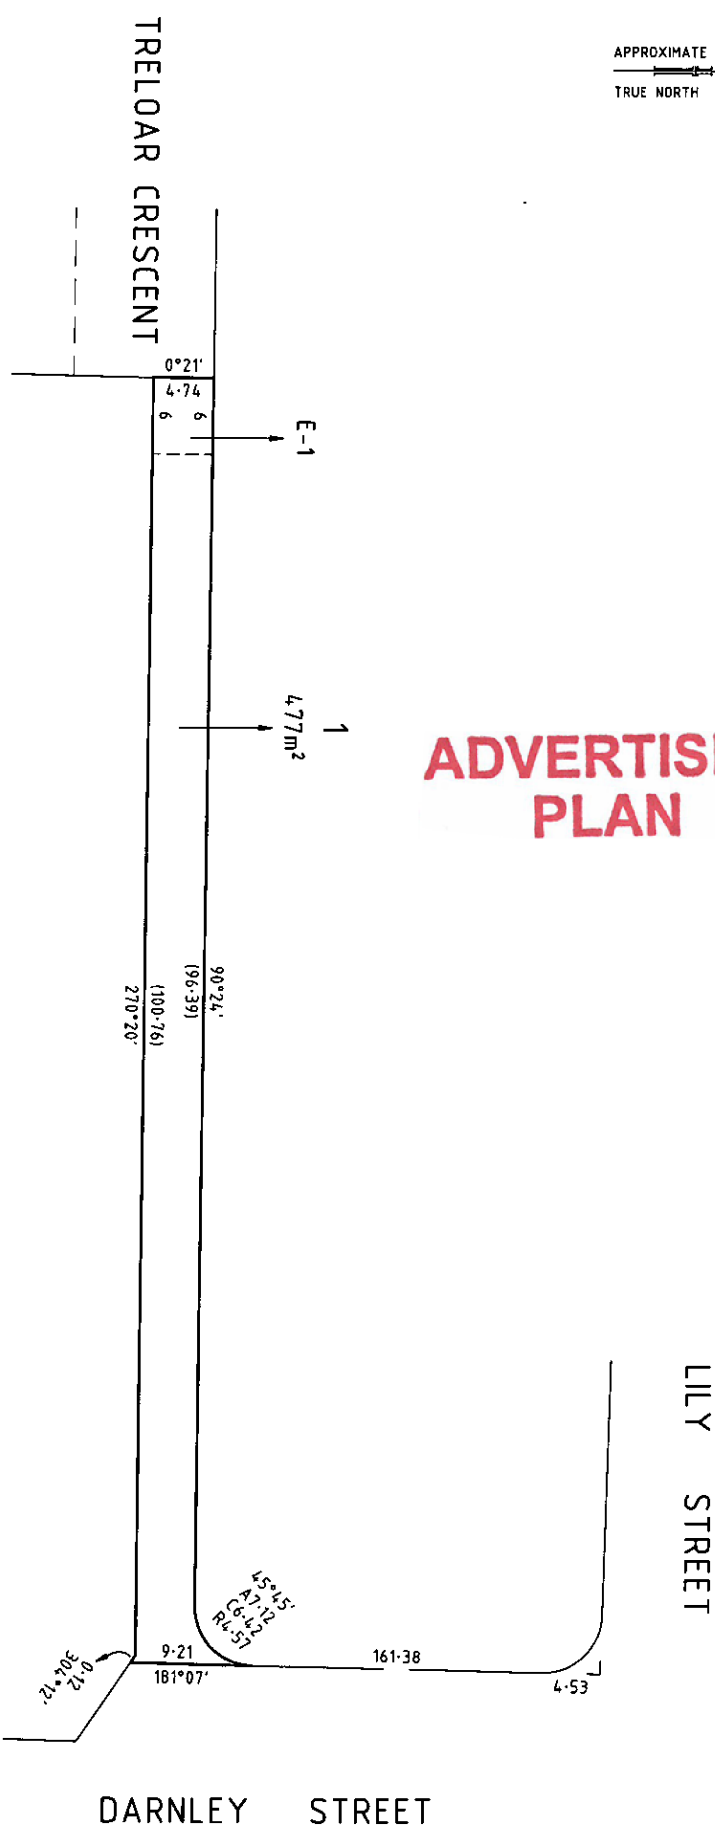 APPROXIMATE
TRUE NORTH
TRELOAR CRESCENT
0°21'
4·74
6
6
E-1
1
477m²
ADVERTIS
PLAN
90°24'
(96·39)
(100·76)
270°20'
LILY STREET
45°45'
A7·12
C6·42
R4·57
9·21
181°07'
161·38
4·53
0·12
304°12'
DARNLEY STREET